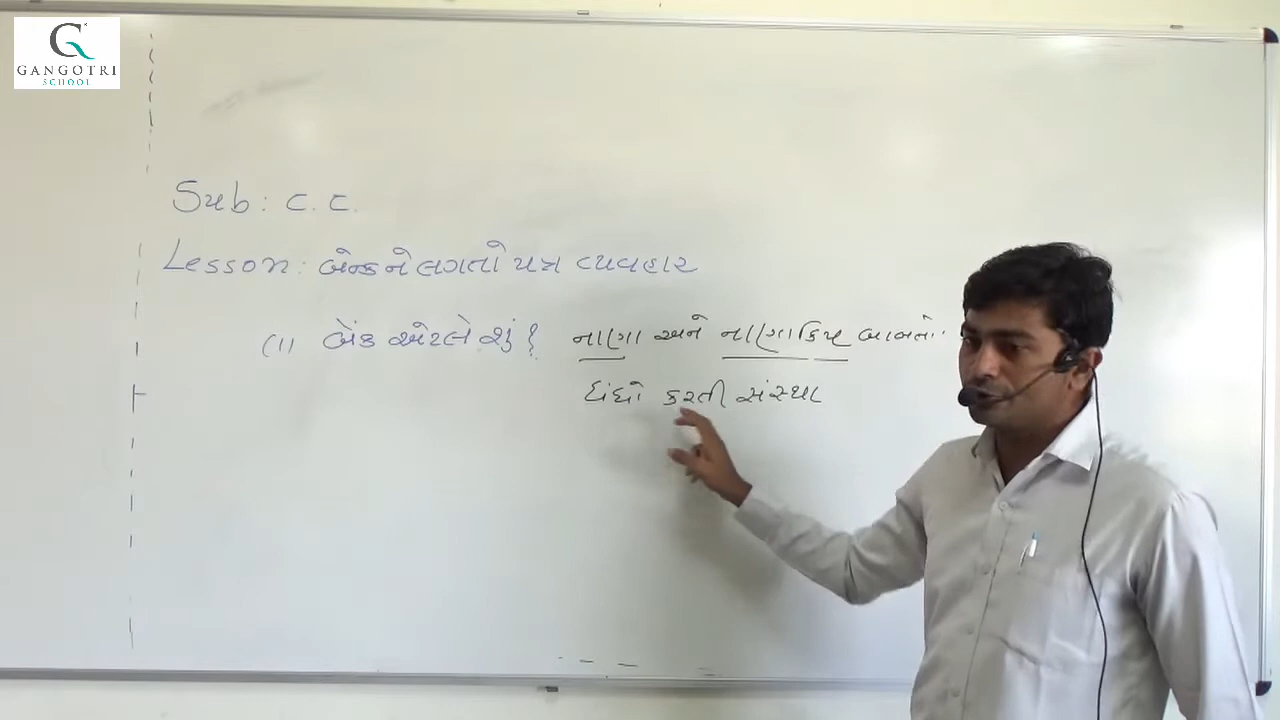 GANGOTRI
SCHOOL
Sub: C.C.
Lesson: બેન્કને લગતો પત્ર વ્યવહાર
(1) બેંક એટલે શું? નાણા અને નાણાકિય બાબતો
ધંધો કરતી સંસ્થા